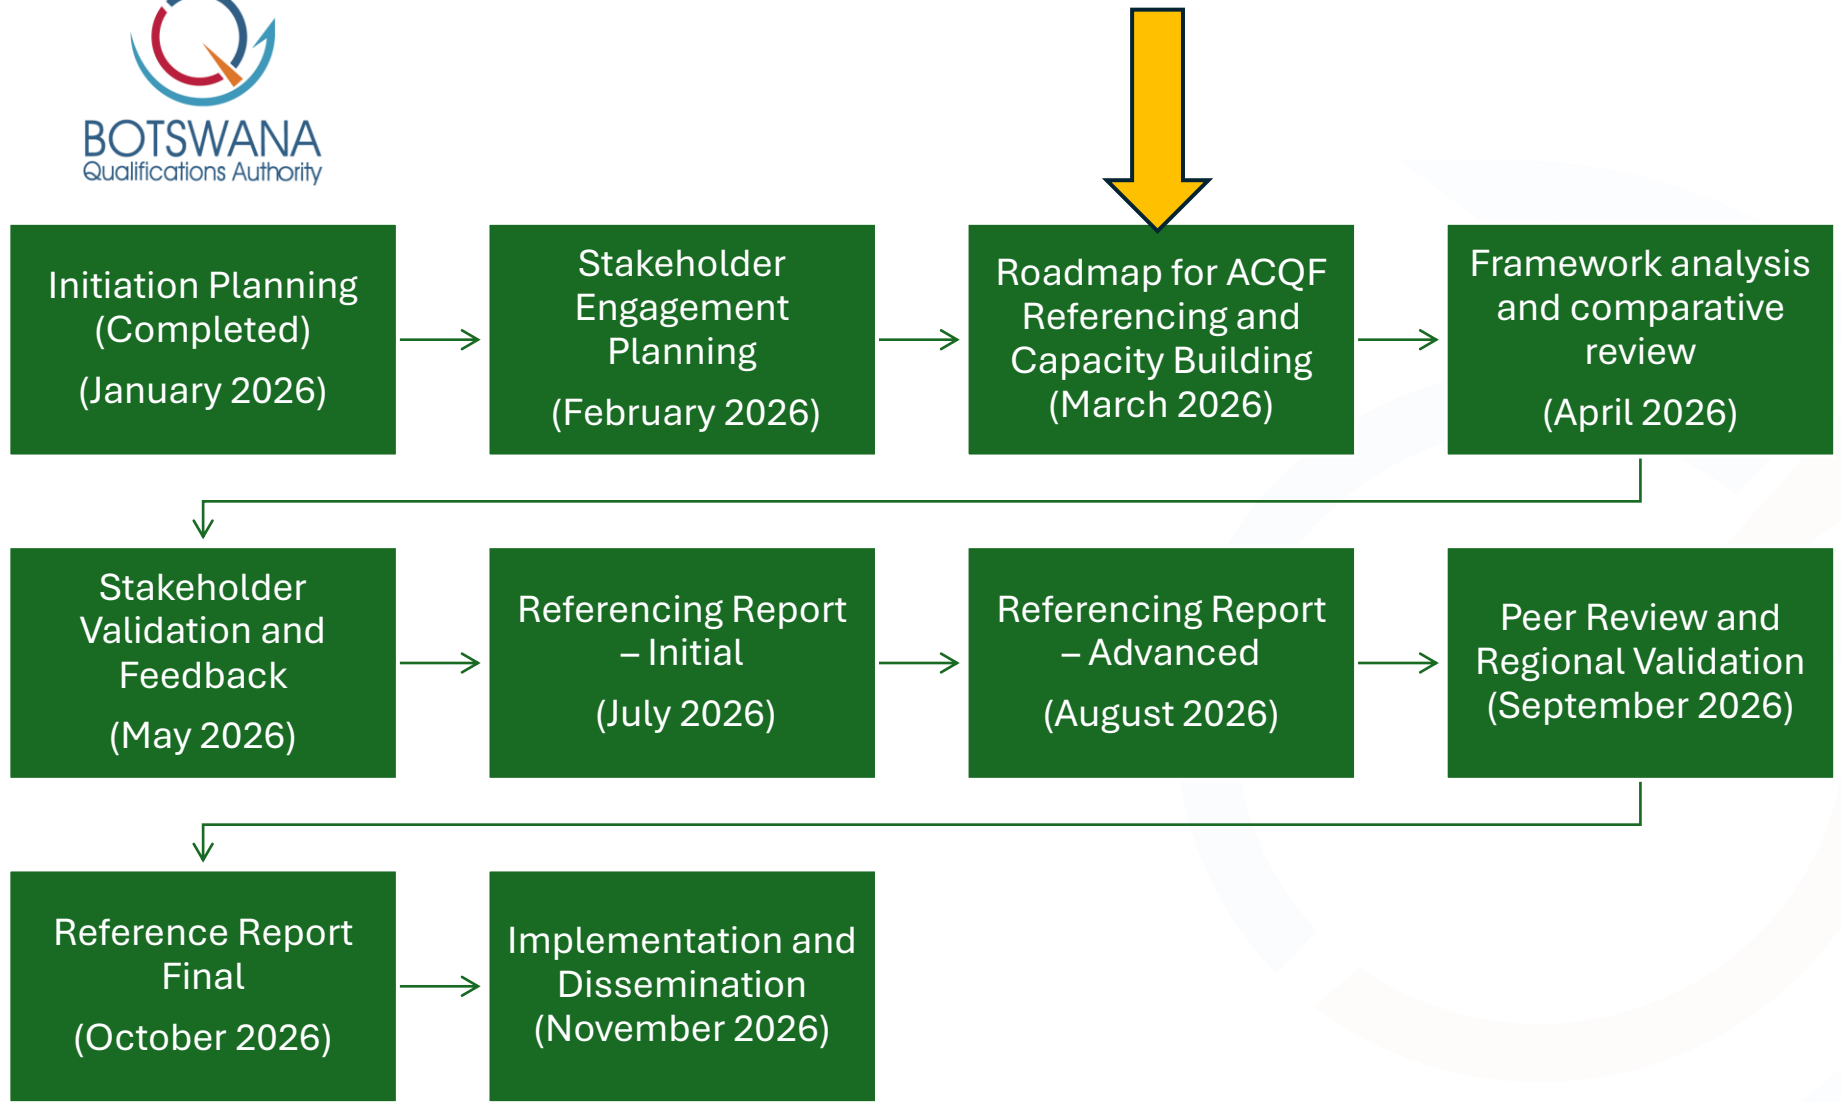 BOTSWANA
Qualifications Authority
Initiation Planning
(Completed)
(January 2026)
Stakeholder
Engagement
Planning
(February 2026)
Roadmap for ACQF
Referencing and
Capacity Building
(March 2026)
Framework analysis
and comparative
review
(April 2026)
Stakeholder
Validation and
Feedback
(May 2026)
Referencing Report
– Initial
(July 2026)
Referencing Report
– Advanced
(August 2026)
Peer Review and
Regional Validation
(September 2026)
Reference Report
Final
(October 2026)
Implementation and
Dissemination
(November 2026)